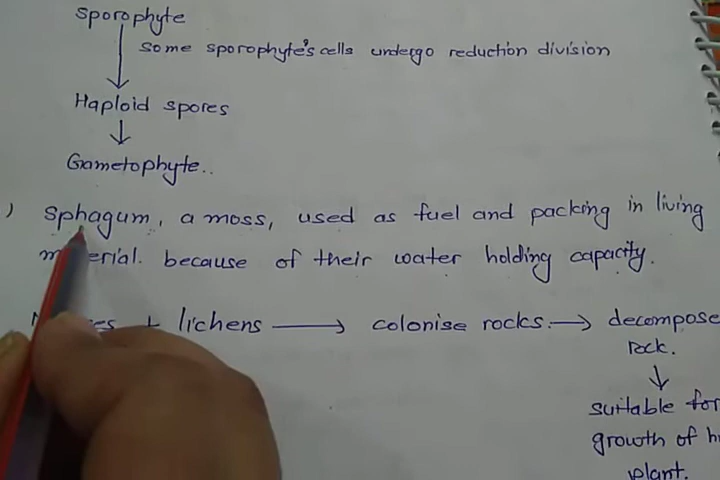 Sporophyte
Some sporophyte's cells undergo reduction division
Haploid spores
Gametophyte..
) Sphagum, a moss, used as fuel and packing in living
material. because of their water holding capacity.
+ lichens → colonise rocks. → decompose
rock.
suitable for
growth of
plant.